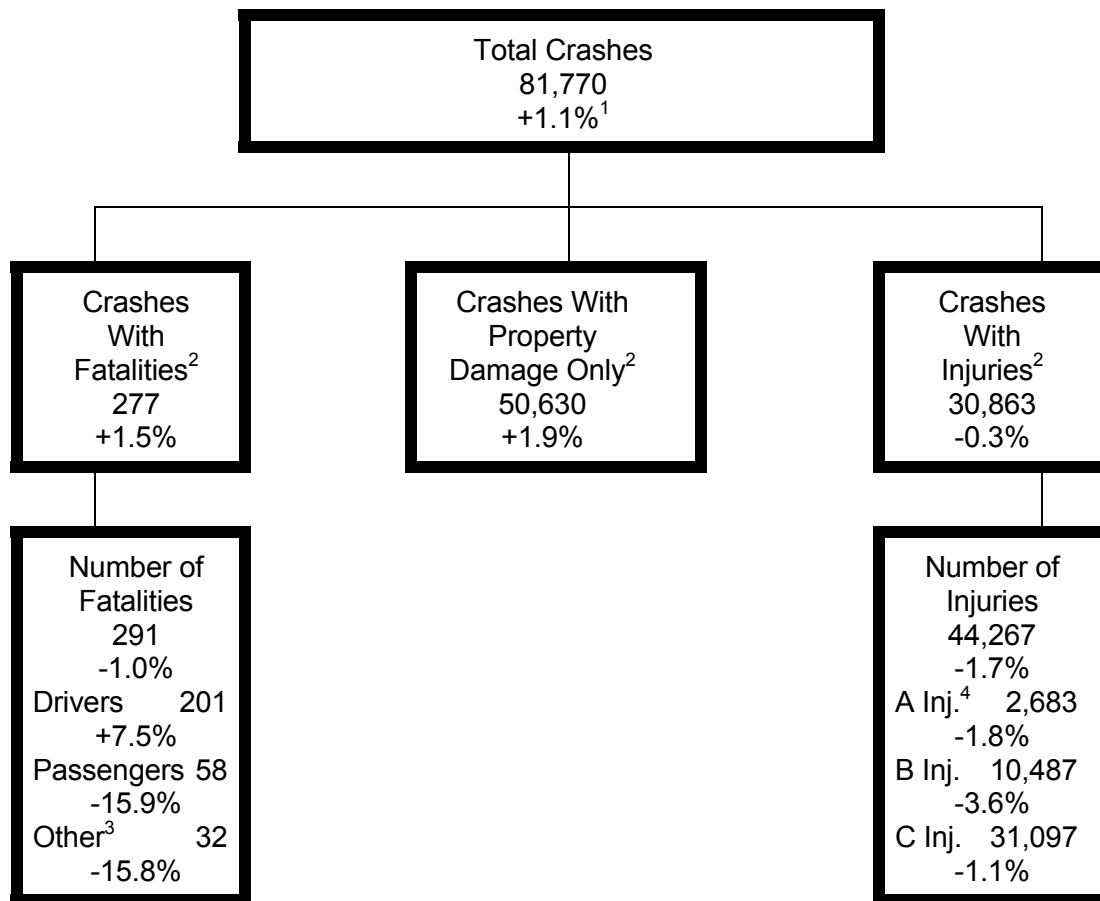 Total Crashes
81,770
+1.1%¹
Crashes
With
Fatalities²
277
+1.5%
Crashes With
Property
Damage Only²
50,630
+1.9%
Crashes
With
Injuries²
30,863
-0.3%
Number of
Fatalities
291
-1.0%
Drivers 201
+7.5%
Passengers 58
-15.9%
Other³ 32
-15.8%
Number of
Injuries
44,267
-1.7%
A Inj.⁴ 2,683
-1.8%
B Inj. 10,487
-3.6%
C Inj. 31,097
-1.1%